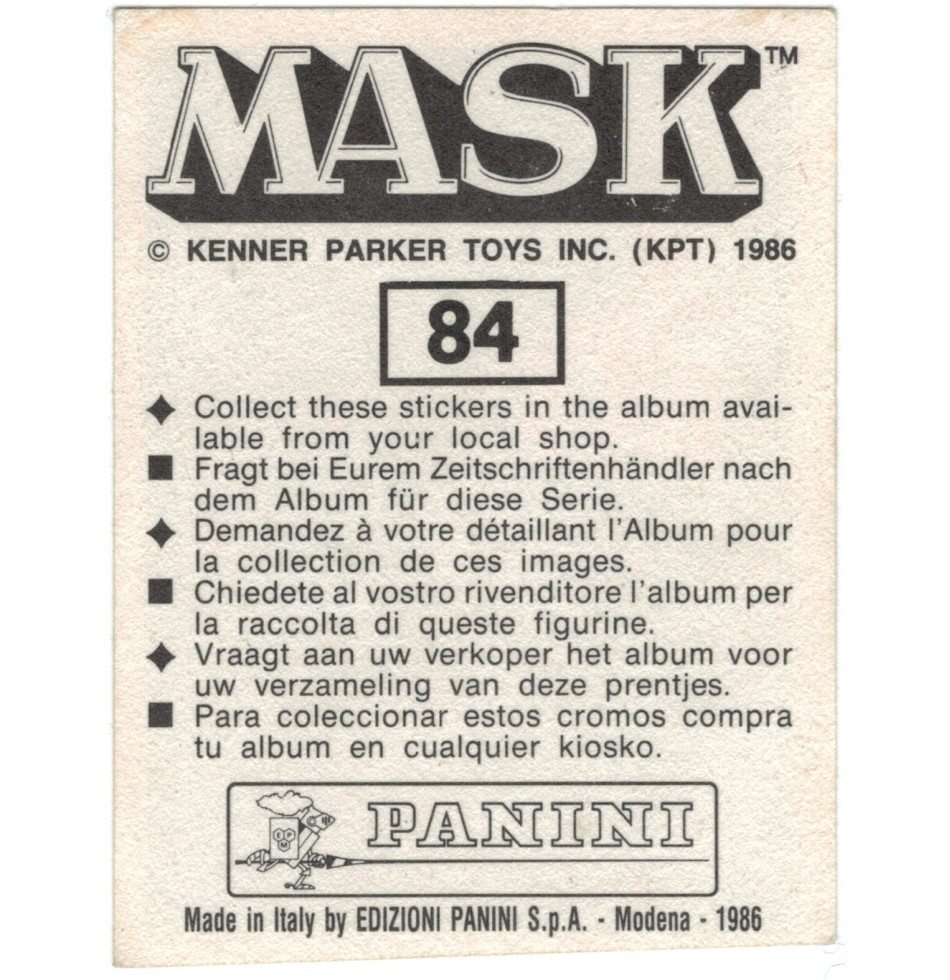 MASK™
© KENNER PARKER TOYS INC. (KPT) 1986
84
Collect these stickers in the album avai-
lable from your local shop.
Fragt bei Eurem Zeitschriftenhändler nach
dem Album für diese Serie.
Demandez à votre détaillant l'Album pour
la collection de ces images.
Chiedete al vostro rivenditore l'album per
la raccolta di queste figurine.
Vraagt aan uw verkoper het album voor
uw verzameling van deze prentjes.
Para coleccionar estos cromos compra
tu album en cualquier kiosko.
E P M
PANINI
Made in Italy by EDIZIONI PANINI S.p.A. - Modena - 1986